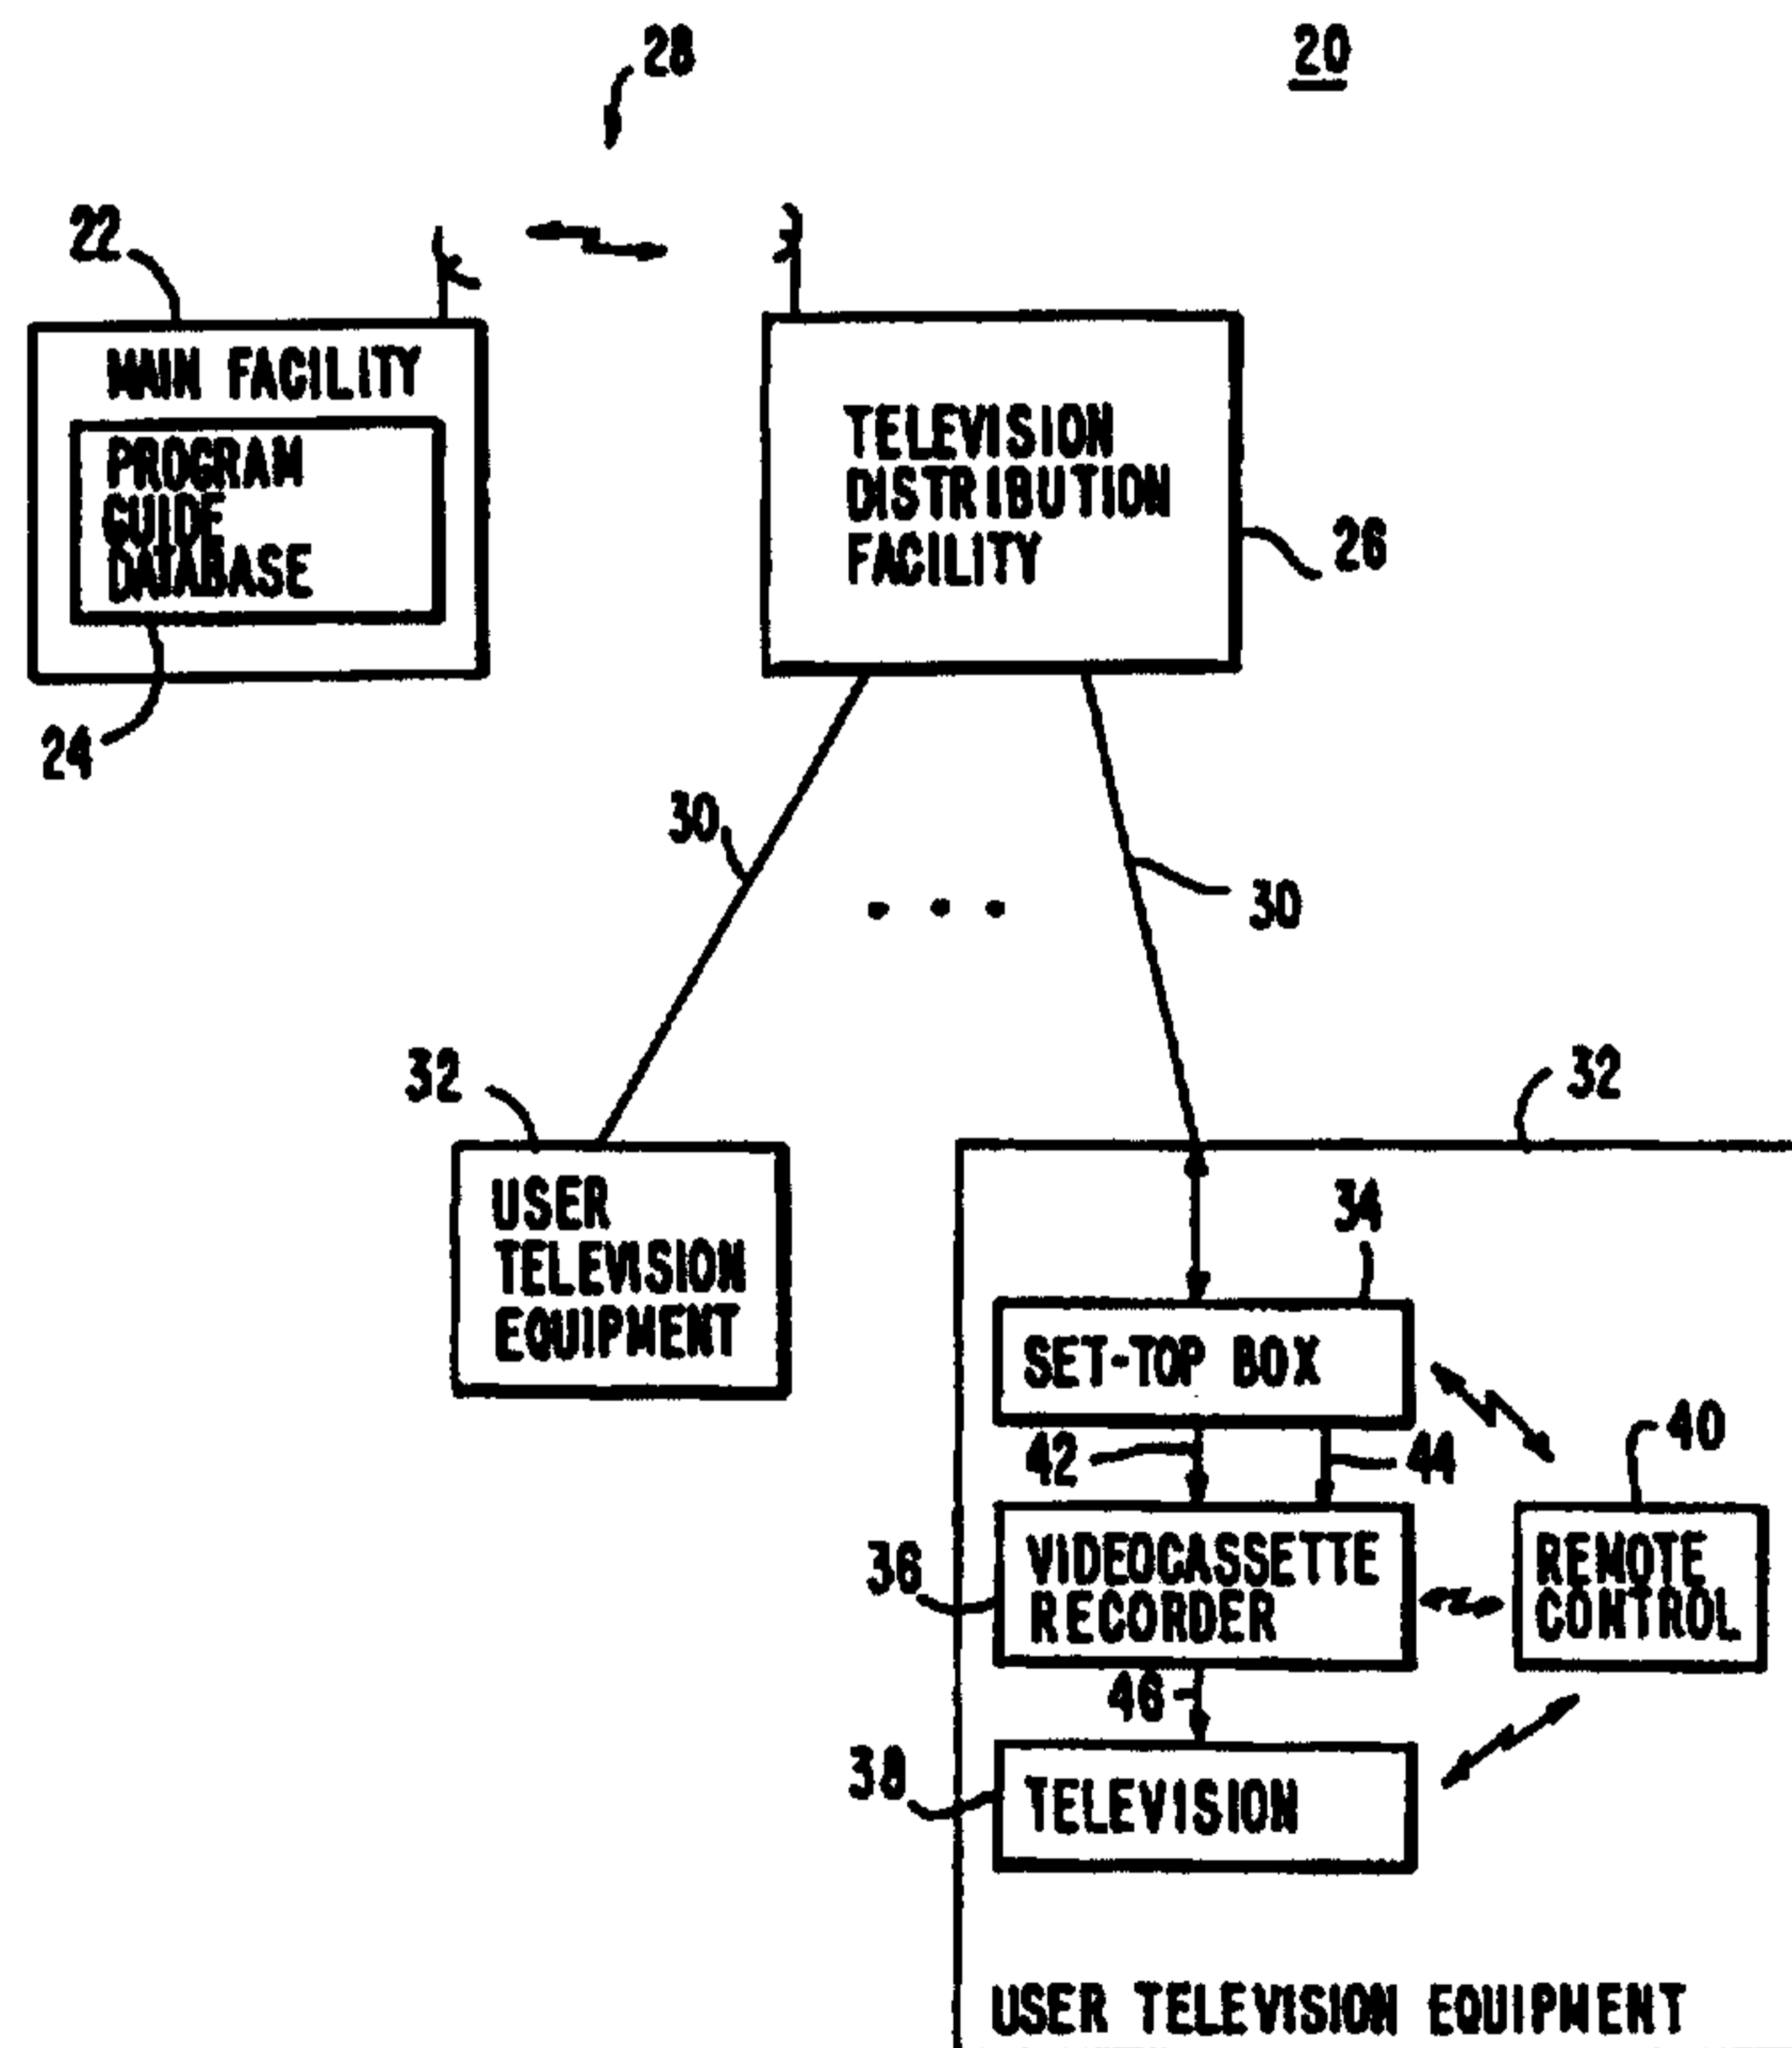 28
20
22
MAIN FACILITY
PROGRAM
GUIDE
DATABASE
24
TELEVISION
DISTRIBUTION
FACILITY
26
30
30
32
USER
TELEVISION
EQUIPMENT
32
34
SET-TOP BOX
42
44
40
36
VIDEOCASSETTE
RECORDER
REMOTE
CONTROL
46
38
TELEVISION
USER TELEVISION EQUIPMENT